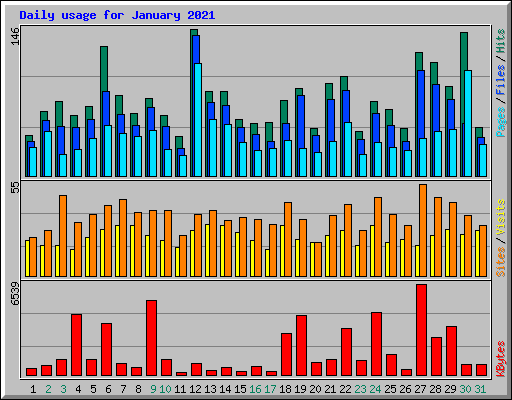 Daily usage for January 2021
146
Pages / Files / Hits
55
Sites / Visits
6539
KBytes
1 2 3 4 5 6 7 8 9 10 11 12 13 14 15 16 17 18 19 20 21 22 23 24 25 26 27 28 29 30 31